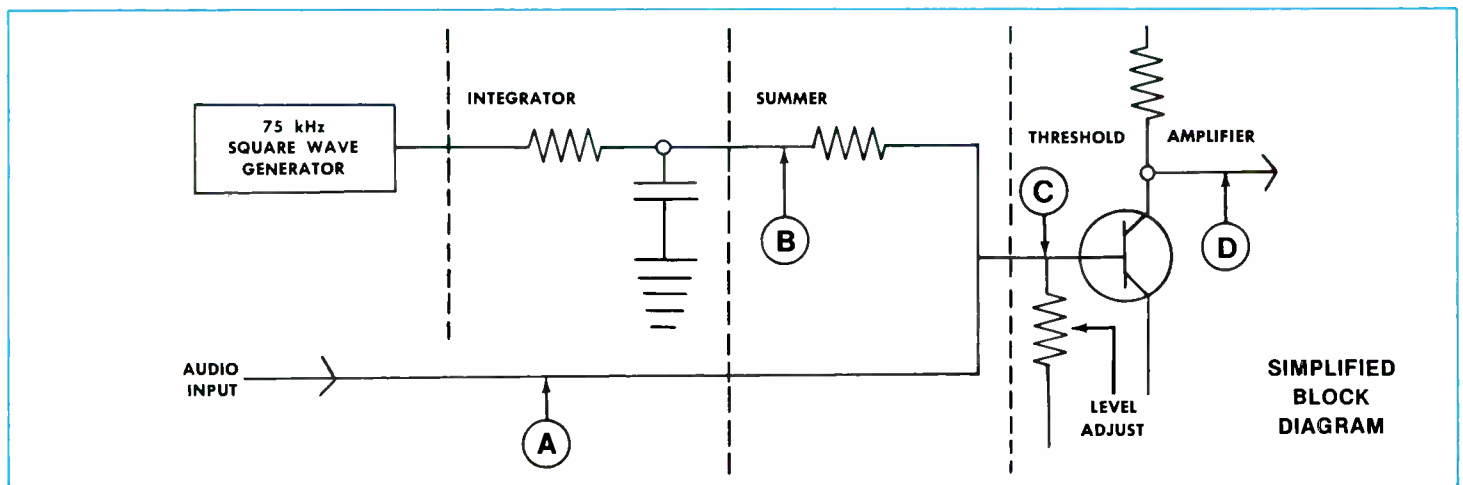 75 kHz
SQUARE WAVE
GENERATOR
INTEGRATOR
SUMMER
THRESHOLD AMPLIFIER
C
B
D
AUDIO
INPUT
A
LEVEL
ADJUST
SIMPLIFIED
BLOCK
DIAGRAM